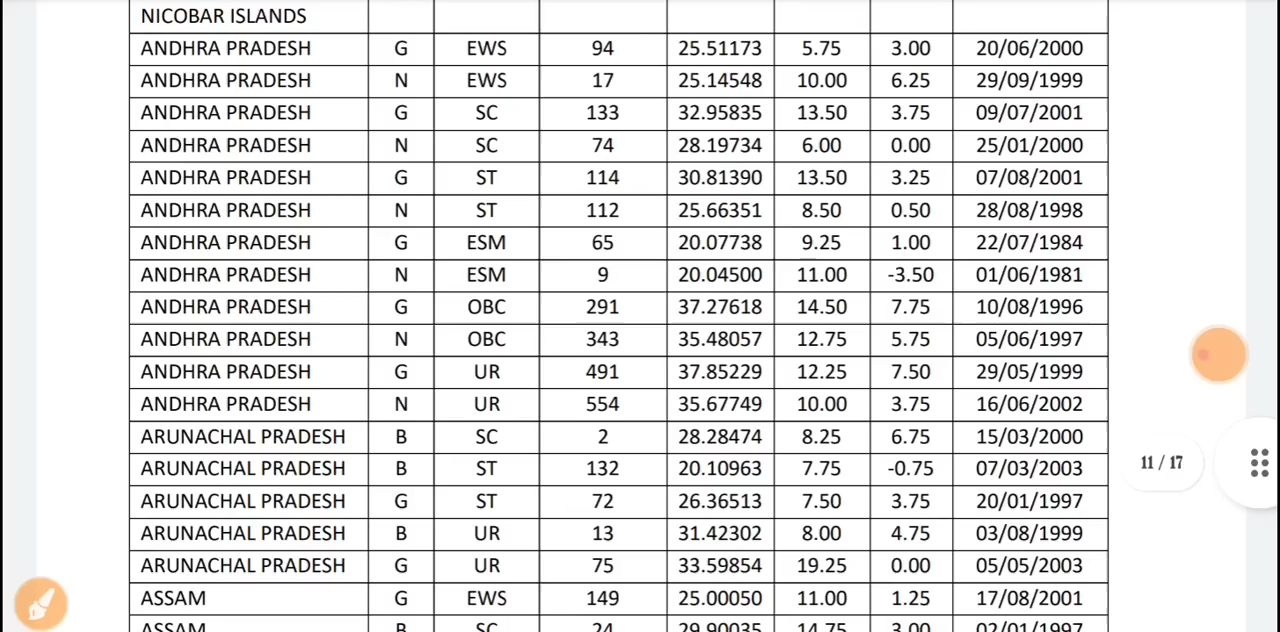 NICOBAR ISLANDS
ANDHRA PRADESH G EWS 94 25.51173 5.75 3.00 20/06/2000
ANDHRA PRADESH N EWS 17 25.14548 10.00 6.25 29/09/1999
ANDHRA PRADESH G SC 133 32.95835 13.50 3.75 09/07/2001
ANDHRA PRADESH N SC 74 28.19734 6.00 0.00 25/01/2000
ANDHRA PRADESH G ST 114 30.81390 13.50 3.25 07/08/2001
ANDHRA PRADESH N ST 112 25.66351 8.50 0.50 28/08/1998
ANDHRA PRADESH G ESM 65 20.07738 9.25 1.00 22/07/1984
ANDHRA PRADESH N ESM 9 20.04500 11.00 -3.50 01/06/1981
ANDHRA PRADESH G OBC 291 37.27618 14.50 7.75 10/08/1996
ANDHRA PRADESH N OBC 343 35.48057 12.75 5.75 05/06/1997
ANDHRA PRADESH G UR 491 37.85229 12.25 7.50 29/05/1999
ANDHRA PRADESH N UR 554 35.67749 10.00 3.75 16/06/2002
ARUNACHAL PRADESH B SC 2 28.28474 8.25 6.75 15/03/2000
ARUNACHAL PRADESH B ST 132 20.10963 7.75 -0.75 07/03/2003
11 / 17
ARUNACHAL PRADESH G ST 72 26.36513 7.50 3.75 20/01/1997
ARUNACHAL PRADESH B UR 13 31.42302 8.00 4.75 03/08/1999
ARUNACHAL PRADESH G UR 75 33.59854 19.25 0.00 05/05/2003
ASSAM G EWS 149 25.00050 11.00 1.25 17/08/2001
ASSAM B SC 24 29.90035 14.75 3.00 02/01/1997